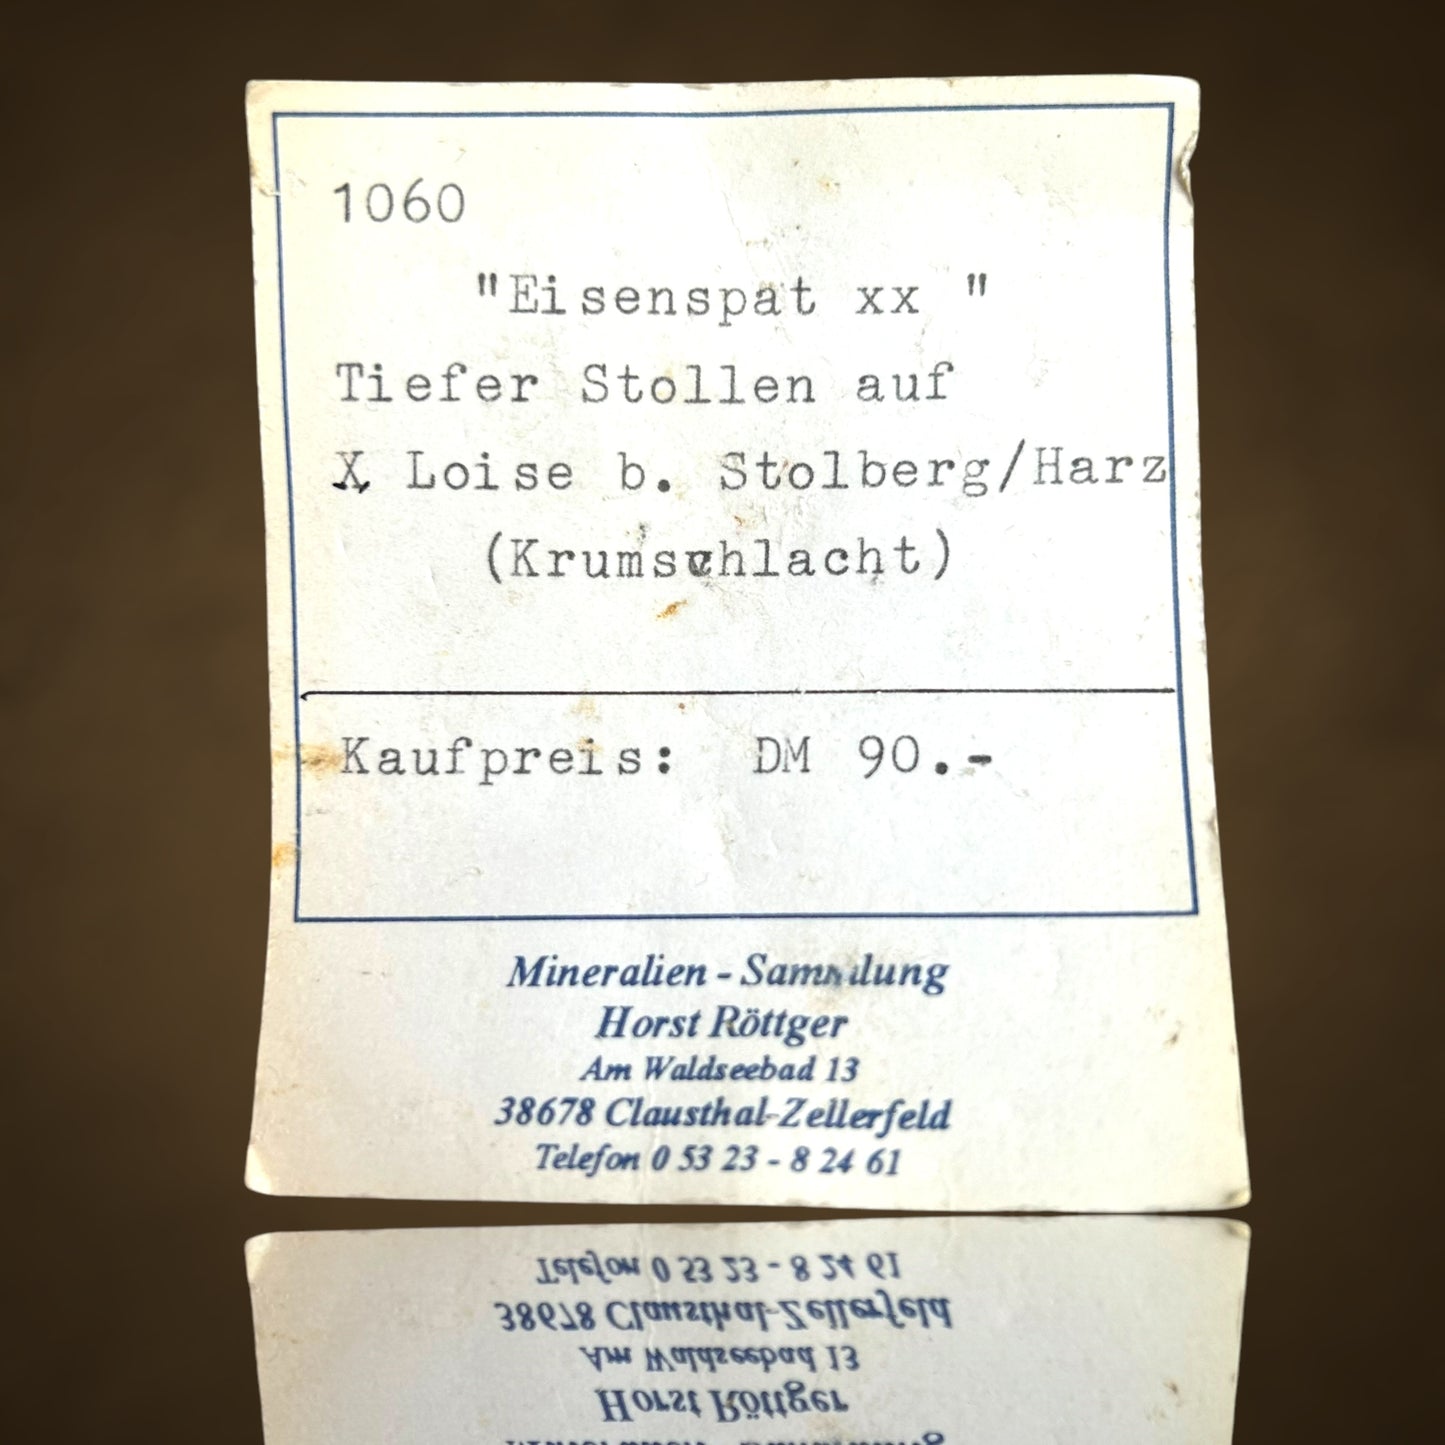 1060
"Eisenspat xx "
Tiefer Stollen auf
X Loise b. Stolberg/Harz
(Krumschlacht)
Kaufpreis: DM 90.-
Mineralien - Sammlung
Horst Röttger
Am Waldseebad 13
38678 Clausthal-Zellerfeld
Telefon 0 53 23 - 8 24 61